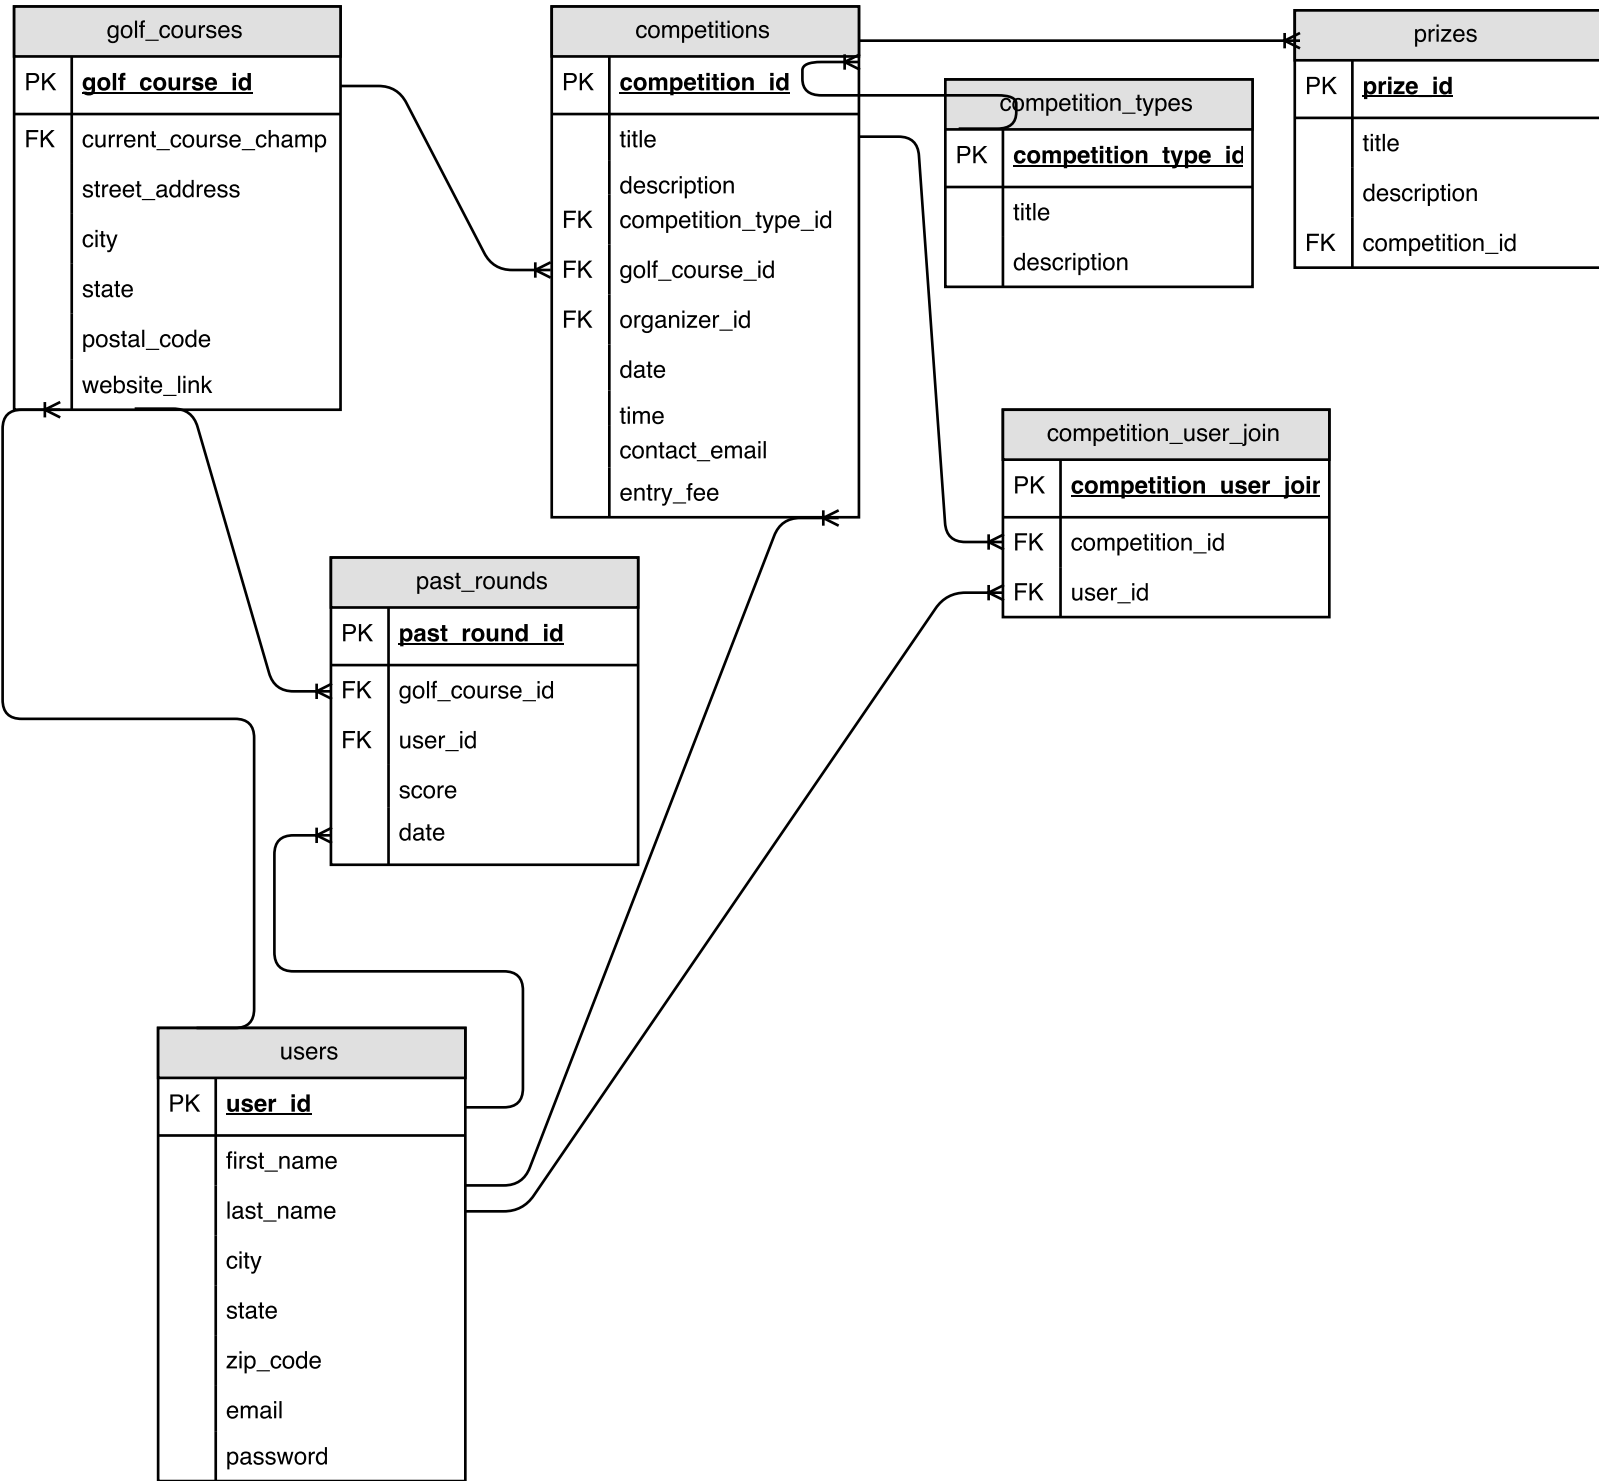 golf_courses
PK golf_course_id
FK current_course_champ
street_address
city
state
postal_code
website_link
competitions
PK competition_id
title
description
FK competition_type_id
FK golf_course_id
FK organizer_id
date
time
contact_email
entry_fee
competition_types
PK competition_type_id
title
description
prizes
PK prize_id
title
description
FK competition_id
competition_user_join
PK competition_user_join
FK competition_id
FK user_id
past_rounds
PK past_round_id
FK golf_course_id
FK user_id
score
date
users
PK user_id
first_name
last_name
city
state
zip_code
email
password